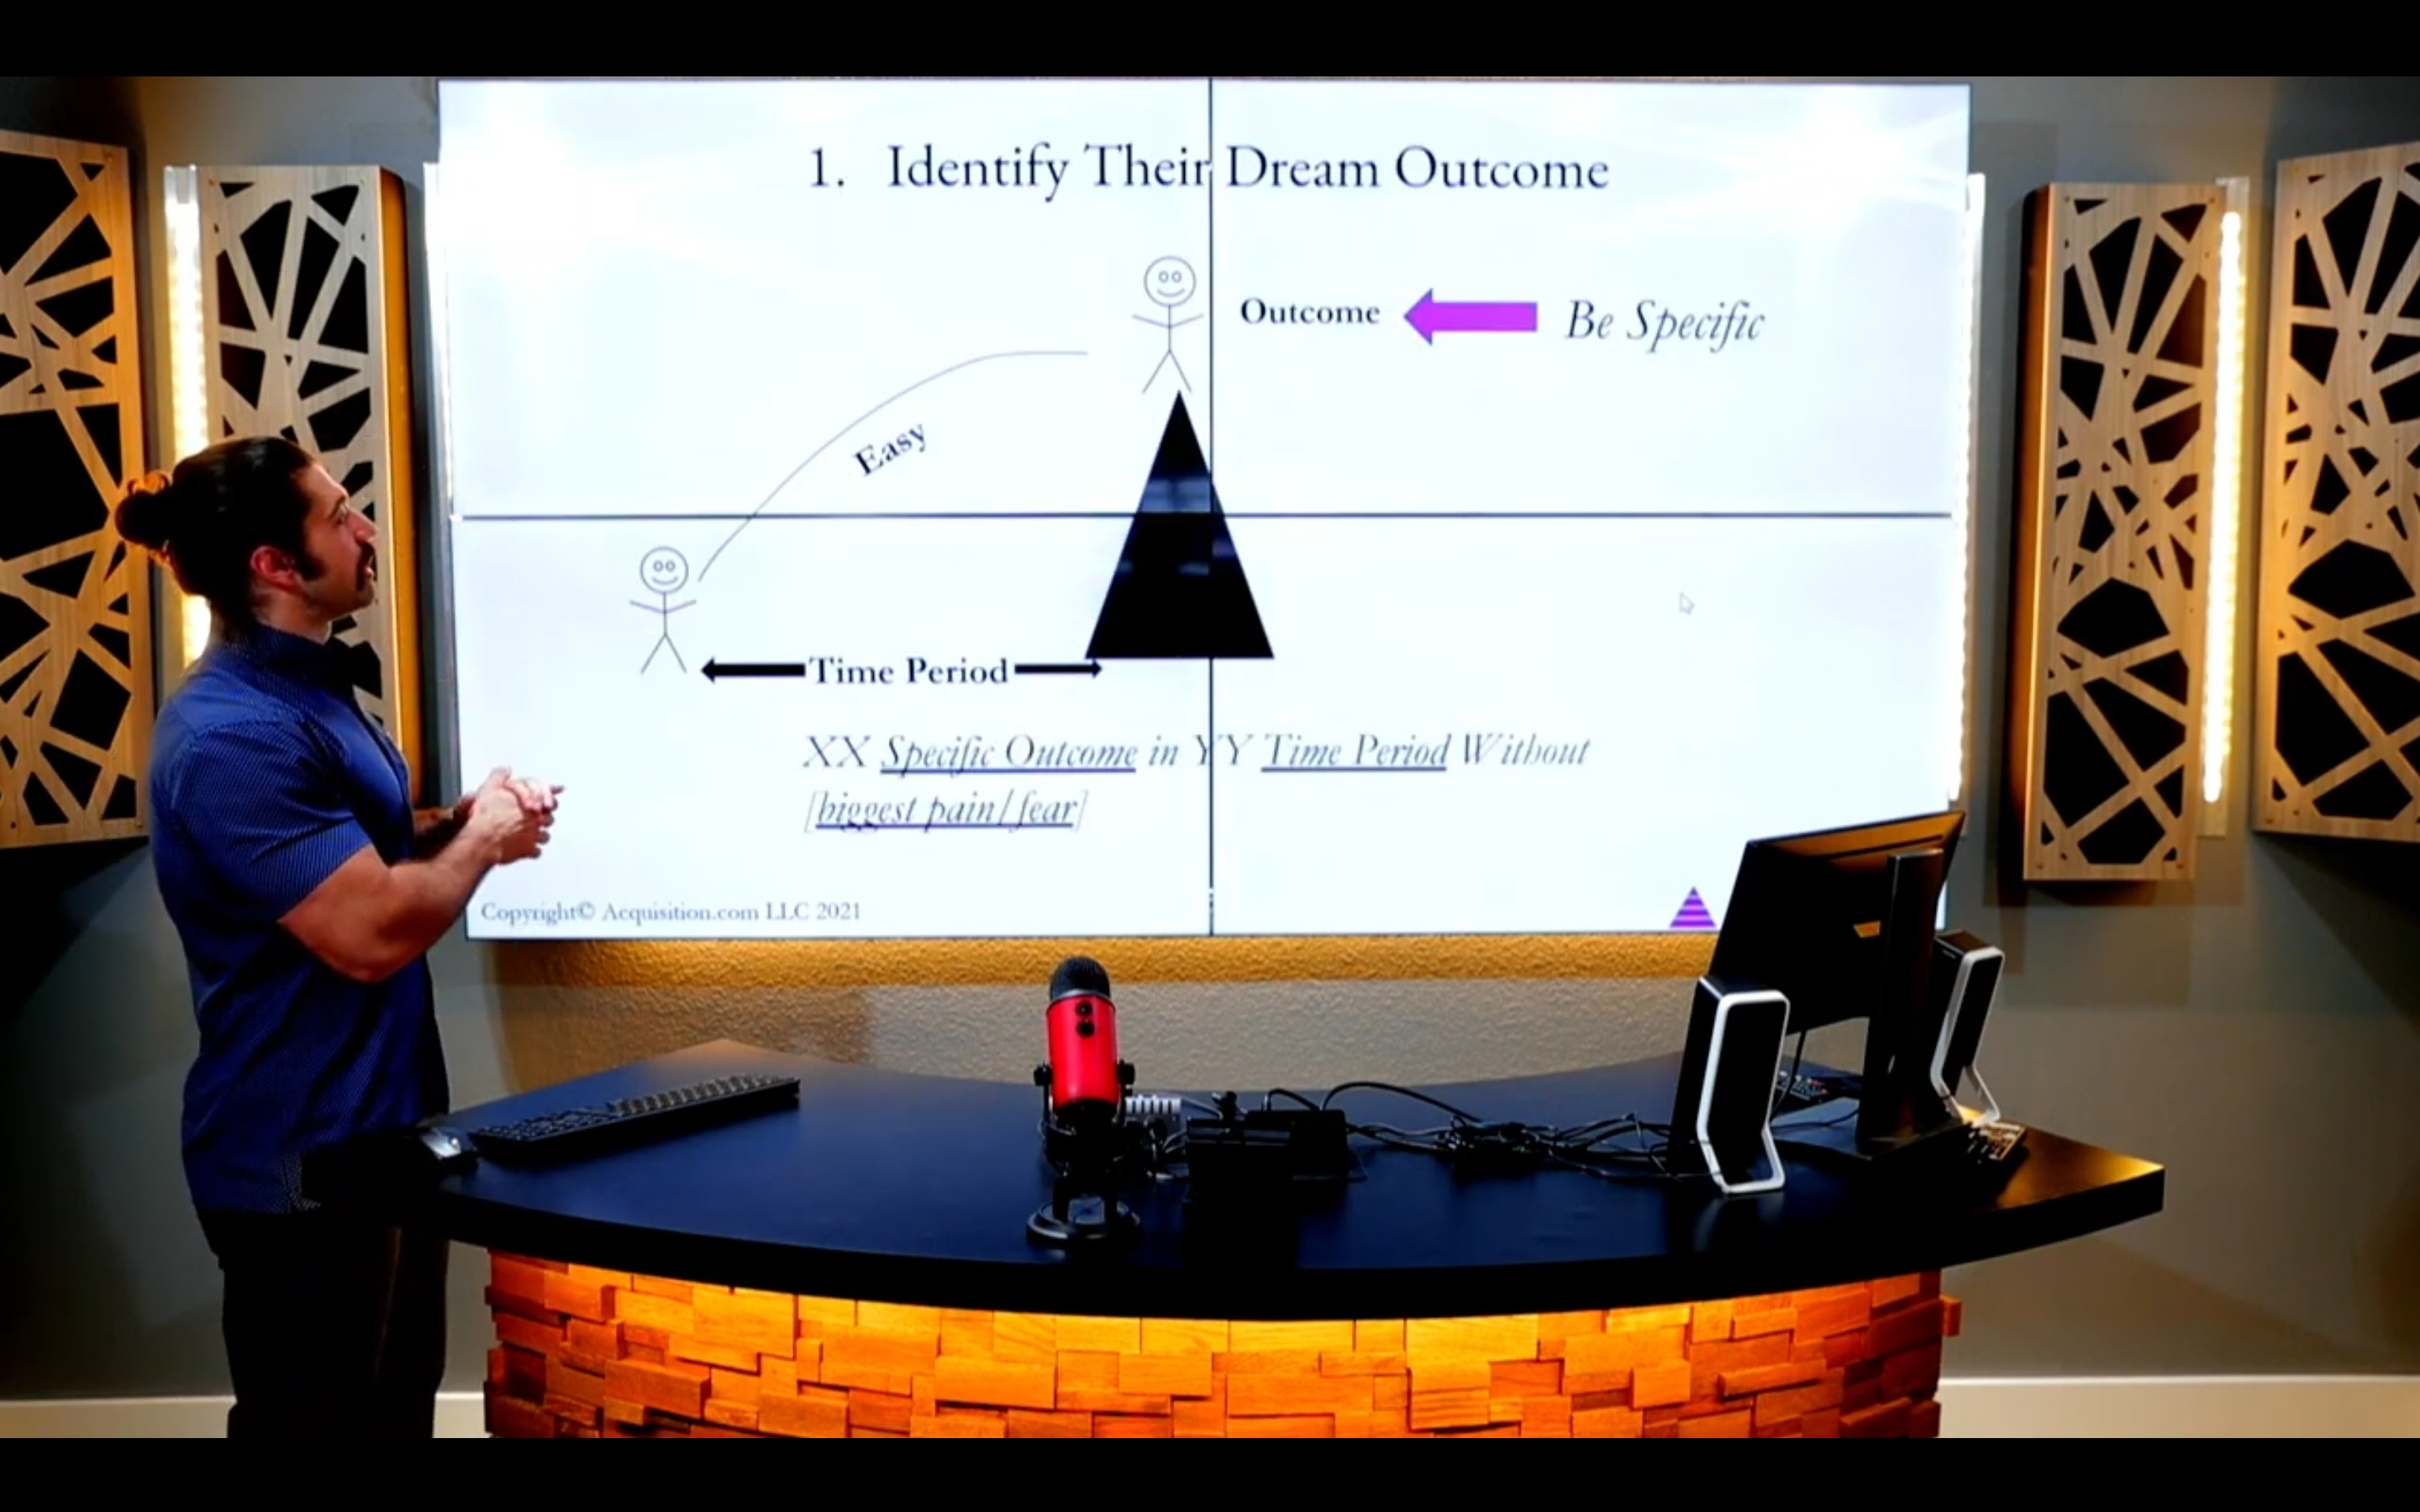 1. Identify Their Dream Outcome
Outcome
Be Specific
Easy
Time Period
XX Specific Outcome in YY Time Period Without
[biggest pain/fear]
Copyright© Acquisition.com LLC 2021